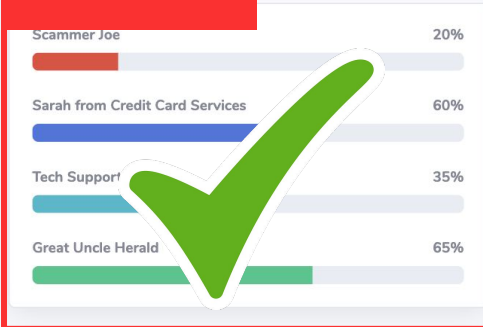 Scammer Joe 20%
Sarah from Credit Card Services 60%
Tech Support 35%
Great Uncle Herald 65%